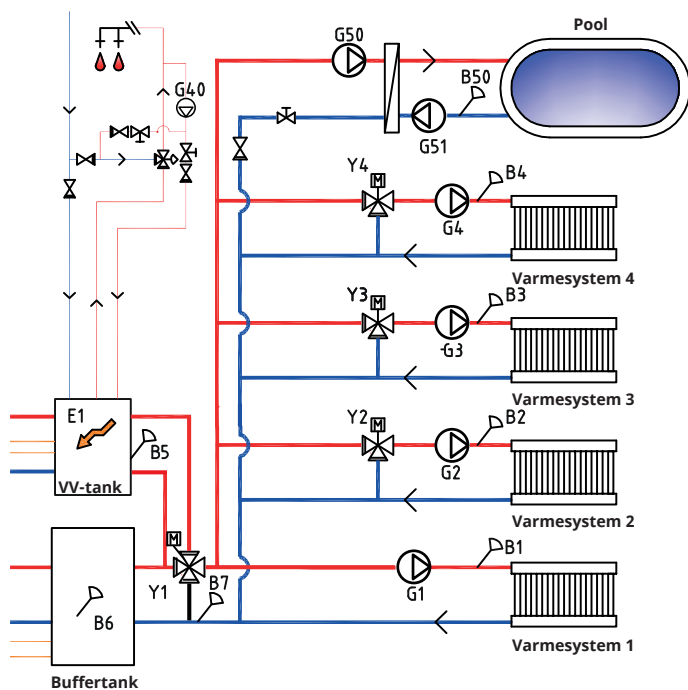 Pool
G50
B50
G40
G51
Y4
M
B4
G4
Varmesystem 4
Y3
M
B3
-G3
Varmesystem 3
Y2
M
B2
G2
Varmesystem 2
E1
B5
VV-tank
M
Y1
B7
B1
G1
B6
Varmesystem 1
Buffertank